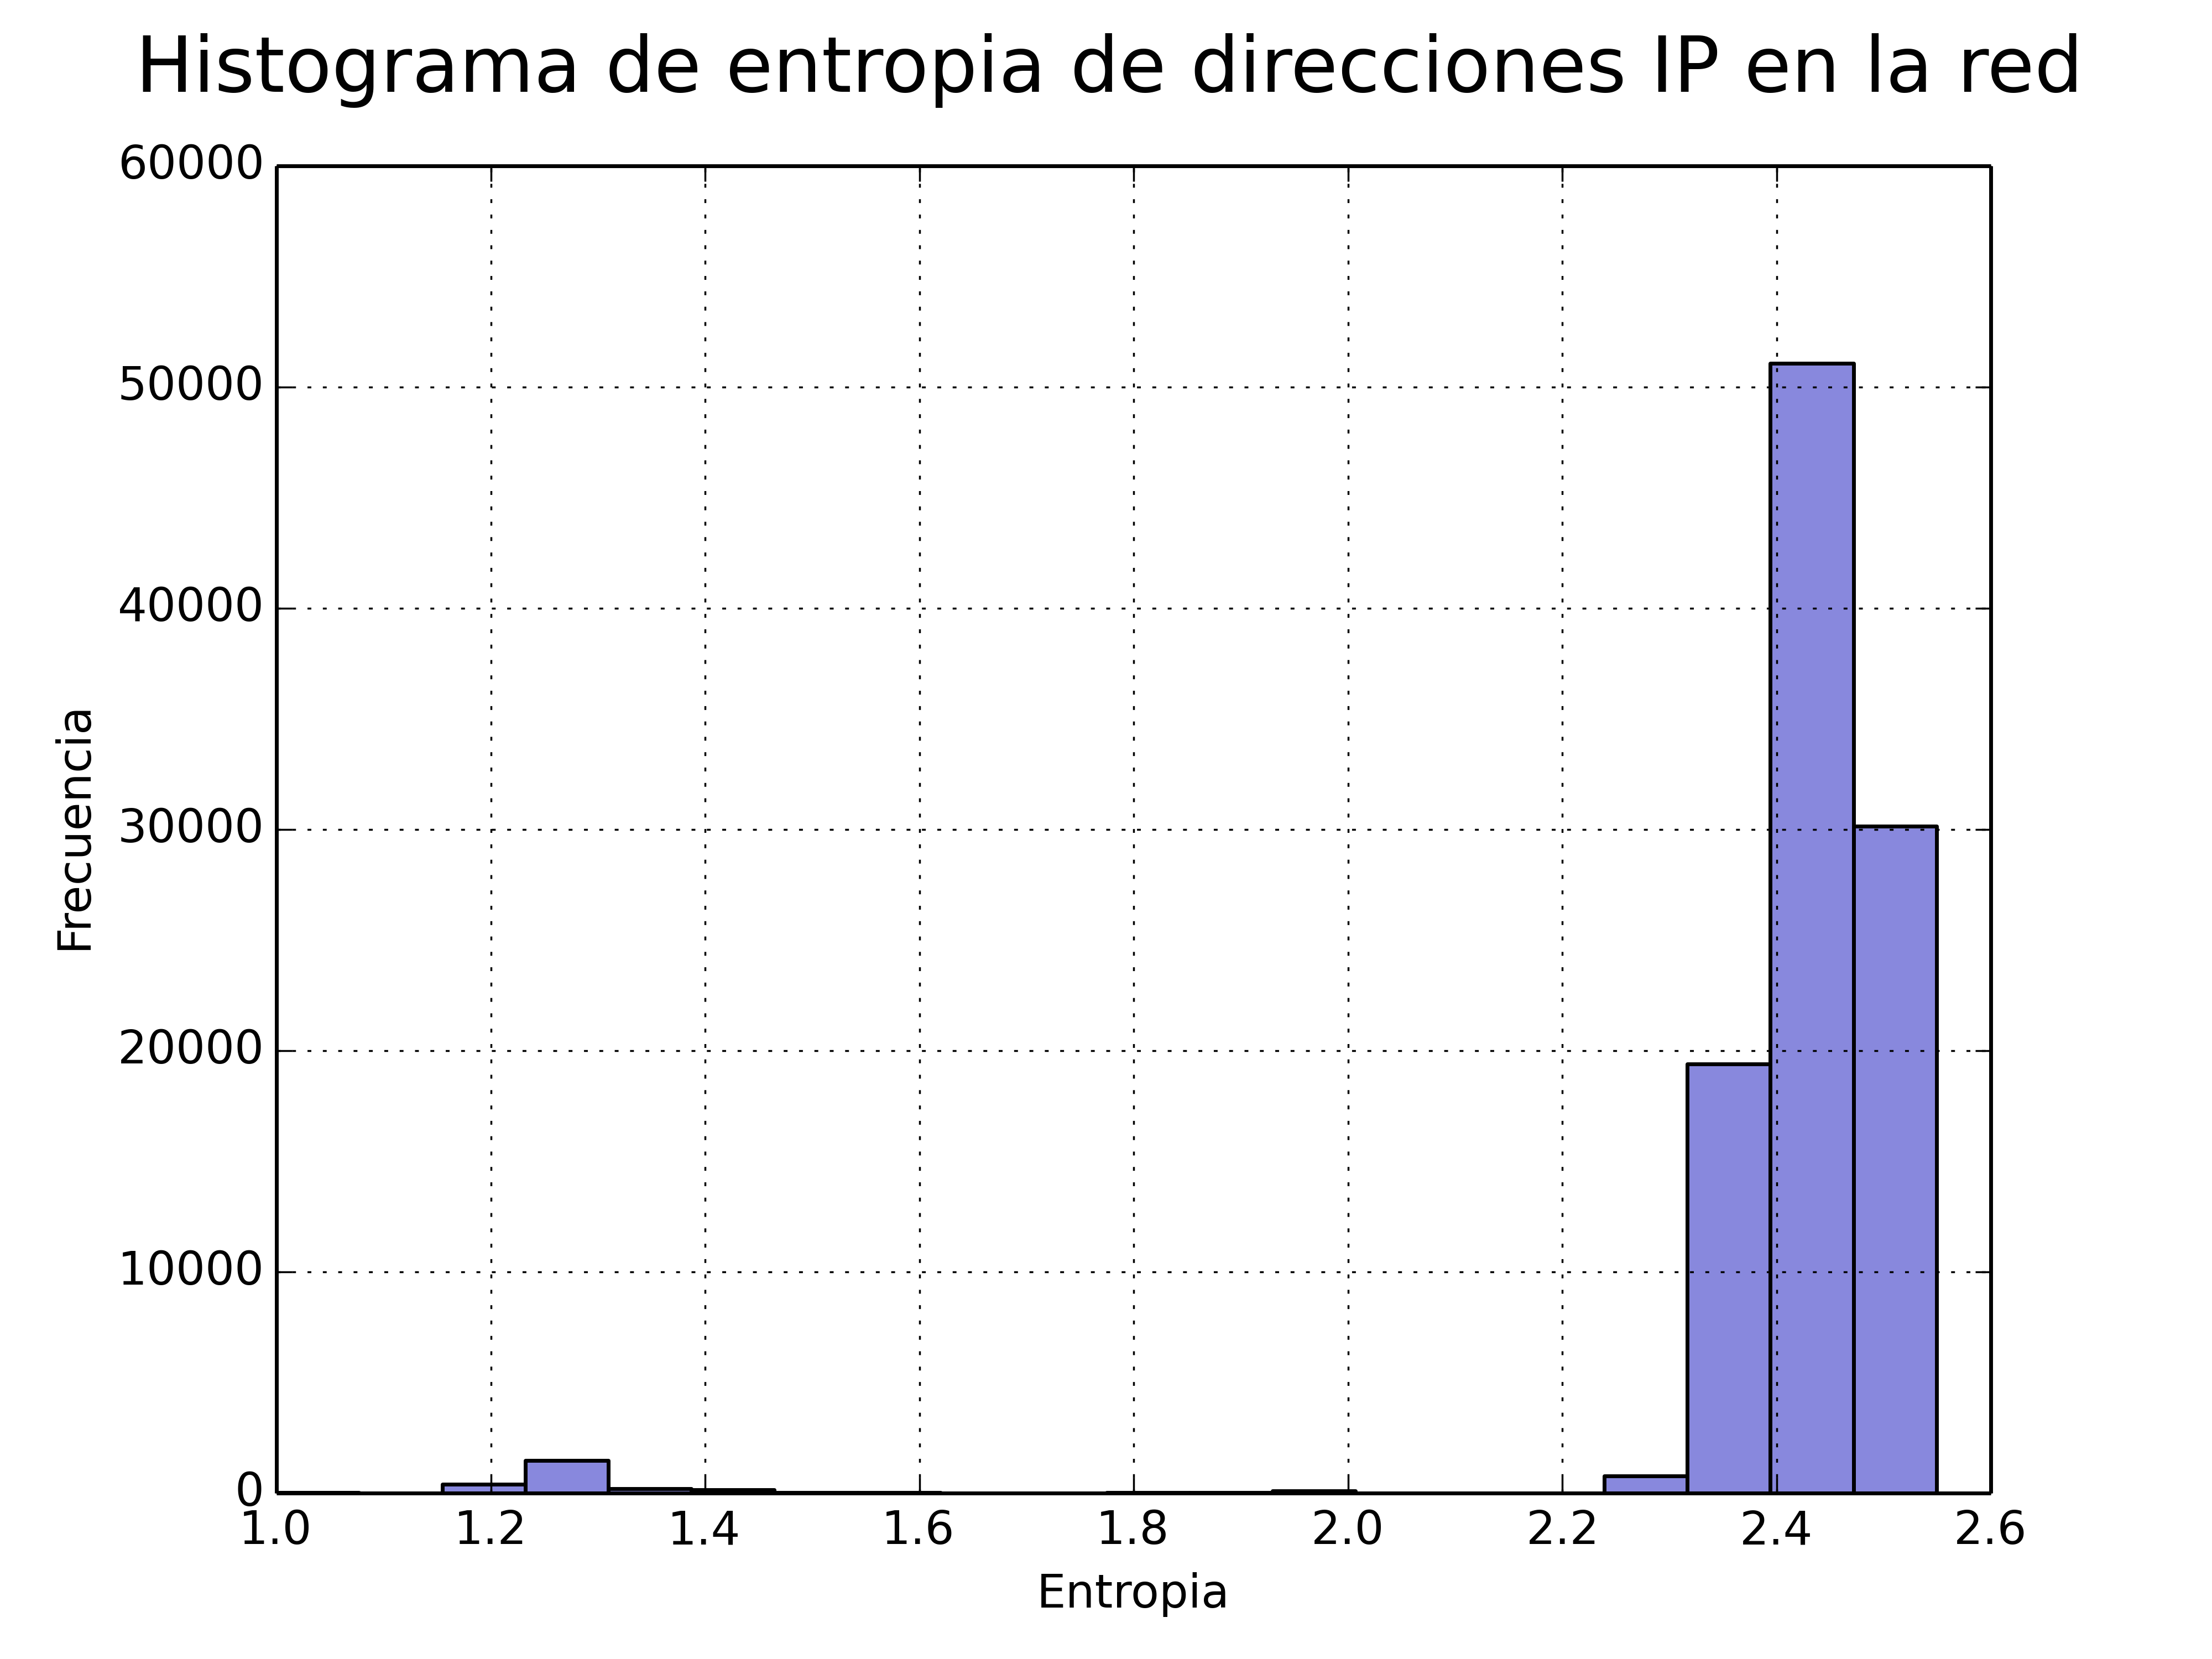 Histograma de entropia de direcciones IP en la red
60000
50000
40000
30000
20000
10000
0
Frecuencia
1.0 1.2 1.4 1.6 1.8 2.0 2.2 2.4 2.6
Entropia